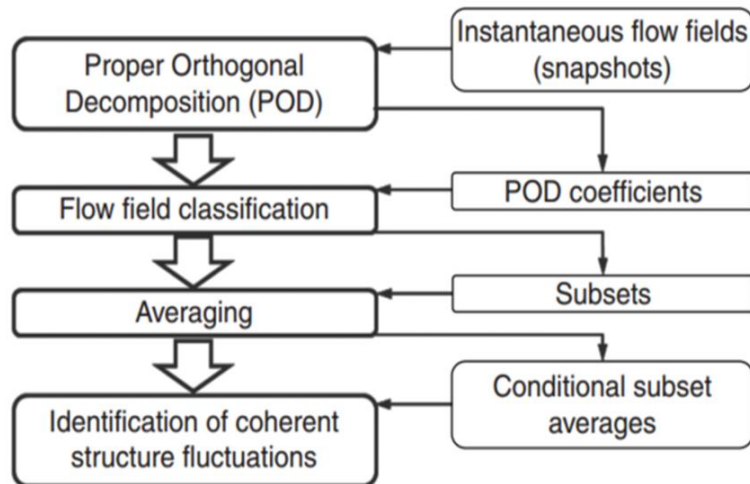 Instantaneous flow fields
(snapshots)
Proper Orthogonal
Decomposition (POD)
POD coefficients
Flow field classification
Subsets
Averaging
Conditional subset
averages
Identification of coherent
structure fluctuations